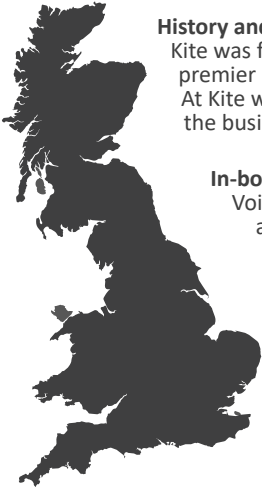 History and
Kite was f
premier
At Kite w
the busi
In-bo
Voi
a